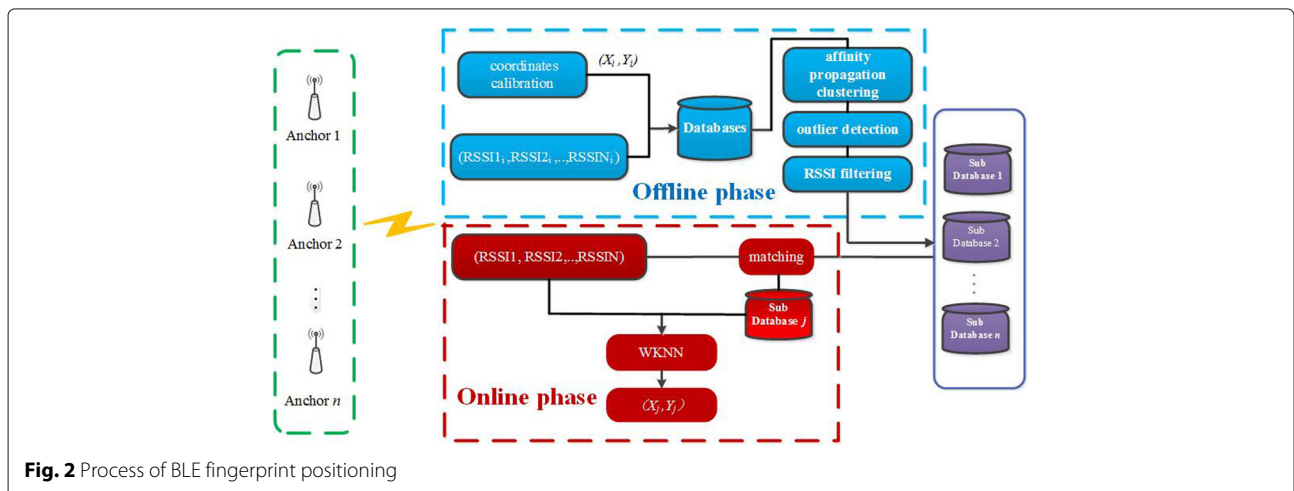 Anchor 1
Anchor 2
Anchor n
coordinates
calibration
(Xi, Yi)
(RSSI1i,RSSI2i,..,RSSINi)
Databases
affinity
propagation
clustering
outlier detection
RSSI filtering
Offline phase
(RSSI1, RSSI2,..,RSSIN)
matching
Sub
Database j
WKNN
(Xj, Yj)
Online phase
Sub
Database 1
Sub
Database 2
Sub
Database n
Fig. 2 Process of BLE fingerprint positioning